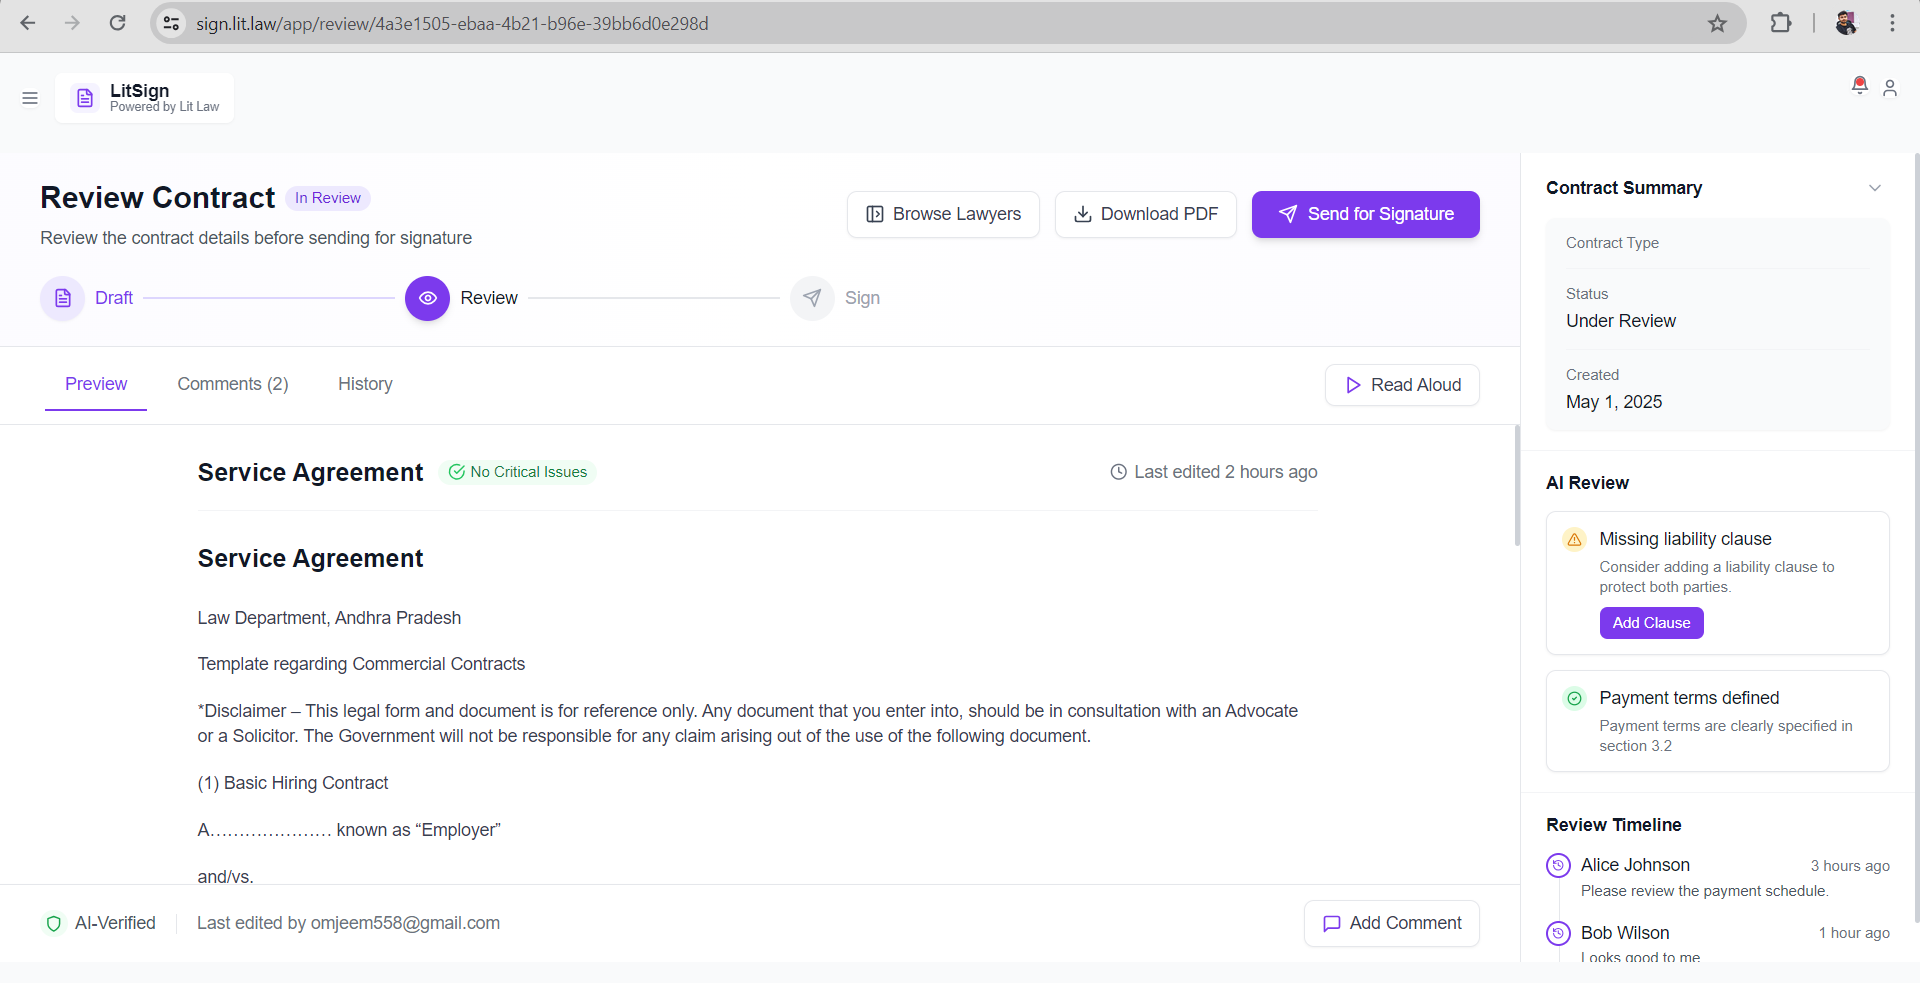 sign.lit.law/app/review/4a3e1505-ebaa-4b21-b96e-39bb6d0e298d
LitSign
Powered by Lit Law
Review Contract
In Review
Review the contract details before sending for signature
Browse Lawyers
Download PDF
Send for Signature
Draft
Review
Sign
Preview
Comments (2)
History
Read Aloud
Service Agreement
No Critical Issues
Last edited 2 hours ago
Service Agreement
Law Department, Andhra Pradesh
Template regarding Commercial Contracts
*Disclaimer – This legal form and document is for reference only. Any document that you enter into, should be in consultation with an Advocate
or a Solicitor. The Government will not be responsible for any claim arising out of the use of the following document.
(1) Basic Hiring Contract
A………………… known as “Employer”
and/vs.
AI-Verified
Last edited by omjeem558@gmail.com
Add Comment
Contract Summary
Contract Type
Status
Under Review
Created
May 1, 2025
AI Review
Missing liability clause
Consider adding a liability clause to
protect both parties.
Add Clause
Payment terms defined
Payment terms are clearly specified in
section 3.2
Review Timeline
Alice Johnson
3 hours ago
Please review the payment schedule.
Bob Wilson
1 hour ago
Looks good to me